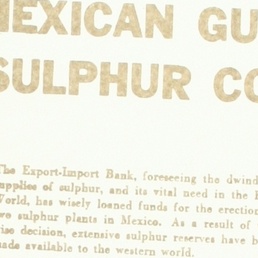 MEXICAN GU
SULPHUR CO
The Export-Import Bank, foreseeing the dwind
supplies of sulphur, and its vital need in the
World, has wisely loaned funds for the erection
two sulphur plants in Mexico. As a result of
wise decision, extensive sulphur reserves have b
made available to the western world.